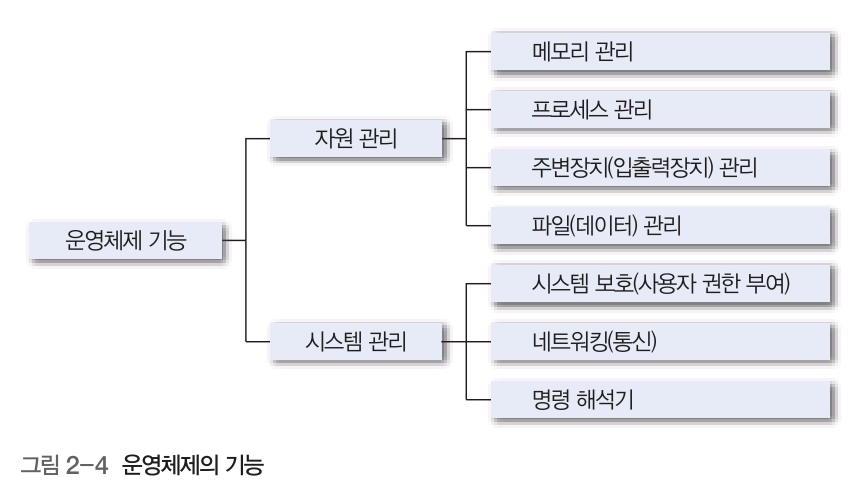 운영체제 기능
자원 관리
메모리 관리
프로세스 관리
주변장치(입출력장치) 관리
파일(데이터) 관리
시스템 관리
시스템 보호(사용자 권한 부여)
네트워킹(통신)
명령 해석기
그림 2-4 운영체제의 기능